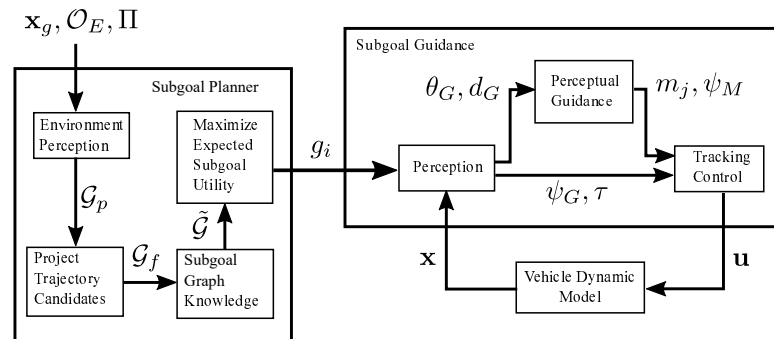 x_g, O_E, Π
Subgoal Planner
Environment
Perception
G_p
Project
Trajectory
Candidates
G_f
Subgoal
Graph
Knowledge
G̃
Maximize
Expected
Subgoal
Utility
g_i
Subgoal Guidance
Perception
θ_G, d_G
Perceptual
Guidance
m_j, ψ_M
ψ_G, τ
Tracking
Control
u
Vehicle Dynamic
Model
x